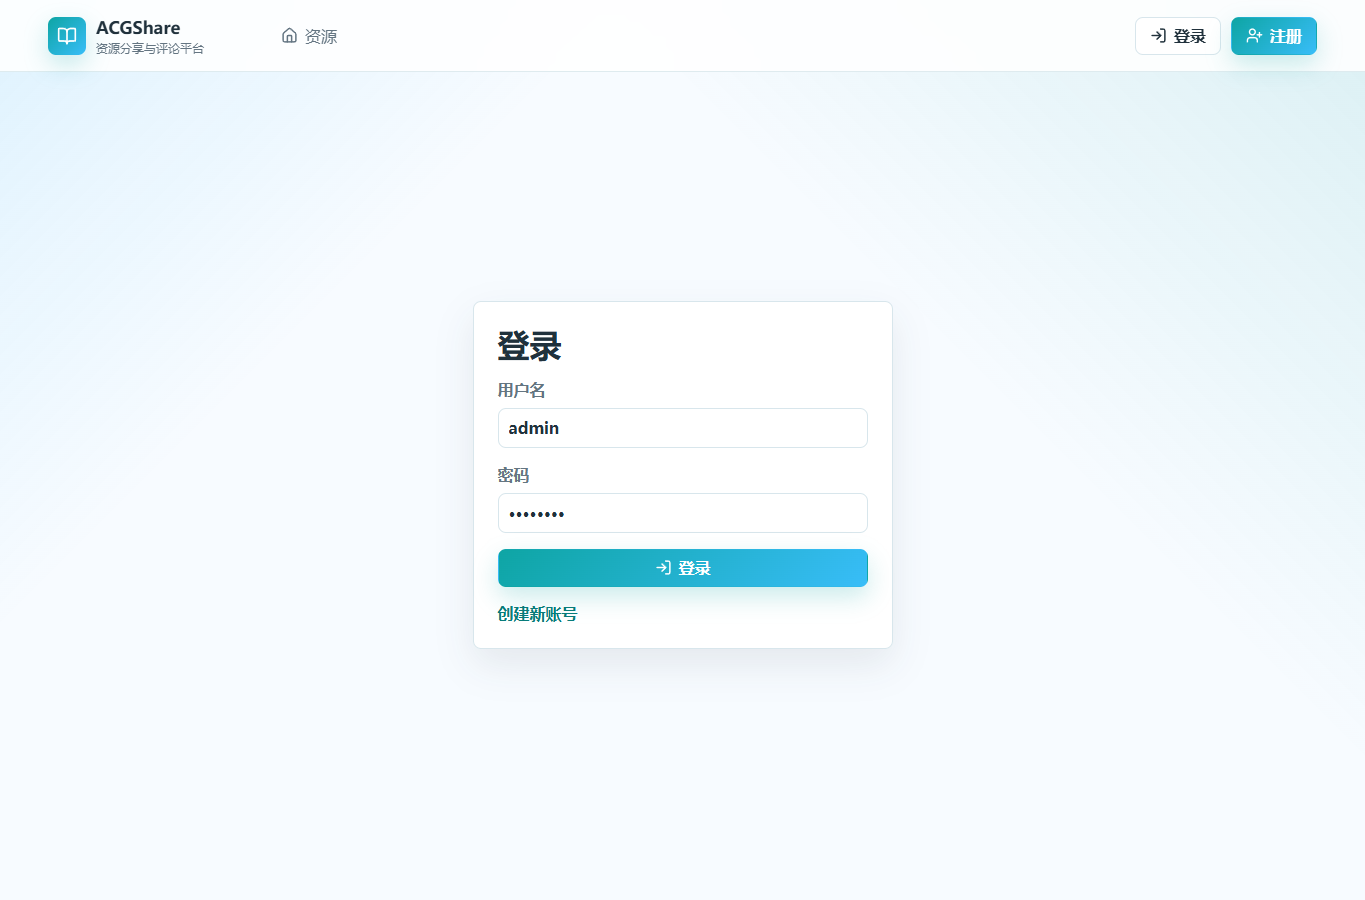 ACGShare
资源分享与评论平台
资源
登录
注册
登录
用户名
admin
密码
••••••••
登录
创建新账号